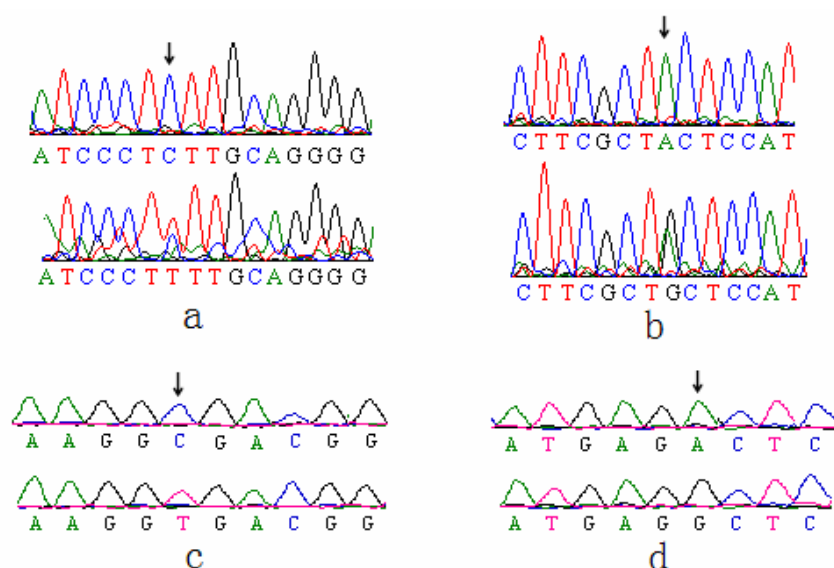 ATCCCTCTTGCAGGGG
ATCCCTTTTGCAGGGG
a
CTTCGCTACTCCAT
CTTCGCTGCTCCAT
b
AAGGCGACGG
AAGGTGACGG
c
ATGAGACTC
ATGAGGCTC
d